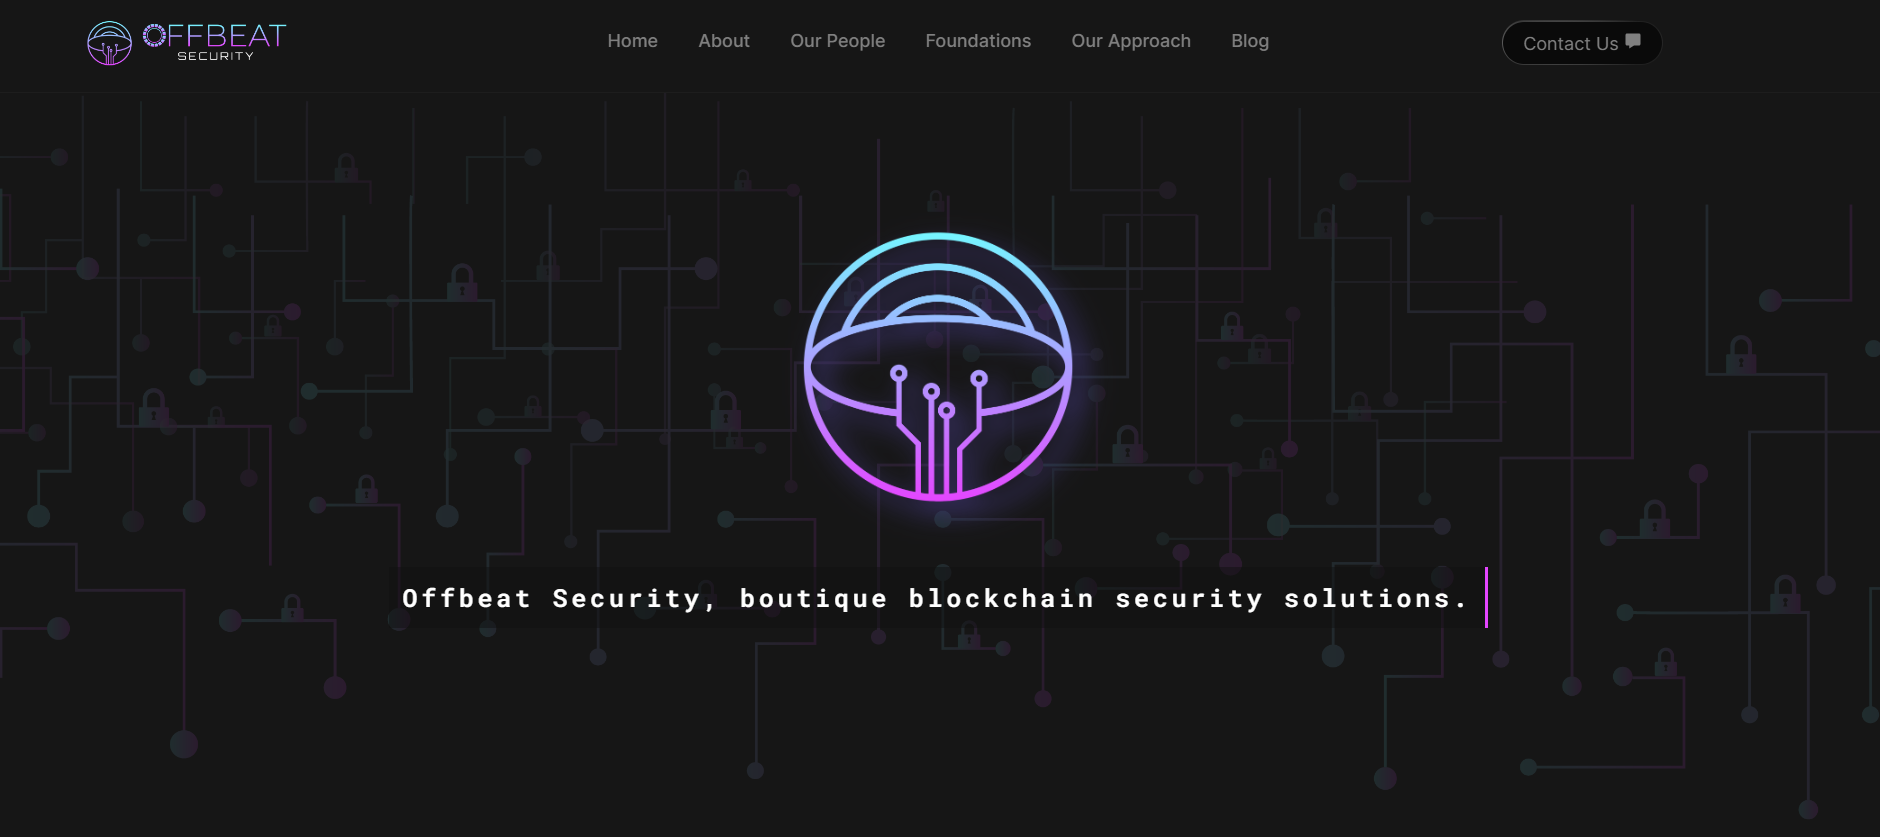 OFFBEAT
SECURITY
Home About Our People Foundations Our Approach Blog
Contact Us
Offbeat Security, boutique blockchain security solutions.